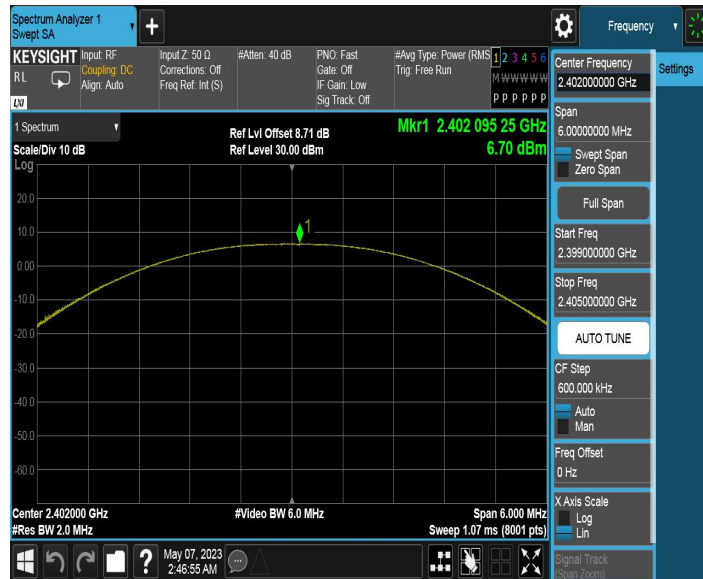 Spectrum Analyzer 1
Swept SA
+
Frequency
KEYSIGHT
RL
LXI
Input: RF
Coupling: DC
Align: Auto
Input Z: 50 Ω
Corrections: Off
Freq Ref: Int (S)
#Atten: 40 dB
PNO: Fast
Gate: Off
IF Gain: Low
Sig Track: Off
#Avg Type: Power (RMS
Trig: Free Run
1 2 3 4 5 6
M W W W W W
P P P P P P
1 Spectrum
Scale/Div 10 dB
Log
Ref Lvl Offset 8.71 dB
Ref Level 30.00 dBm
Mkr1 2.402 095 25 GHz
6.70 dBm
1
20.0
10.0
0.00
-10.0
-20.0
-30.0
-40.0
-50.0
-60.0
Center 2.402000 GHz
#Res BW 2.0 MHz
#Video BW 6.0 MHz
Span 6.000 MHz
Sweep 1.07 ms (8001 pts)
?
May 07, 2023
2:46:55 AM
Center Frequency
2.402000000 GHz
Span
6.00000000 MHz
Swept Span
Zero Span
Full Span
Start Freq
2.399000000 GHz
Stop Freq
2.405000000 GHz
AUTO TUNE
CF Step
600.000 kHz
Auto
Man
Freq Offset
0 Hz
X Axis Scale
Log
Lin
Signal Track
(Span Zoom)
Settings